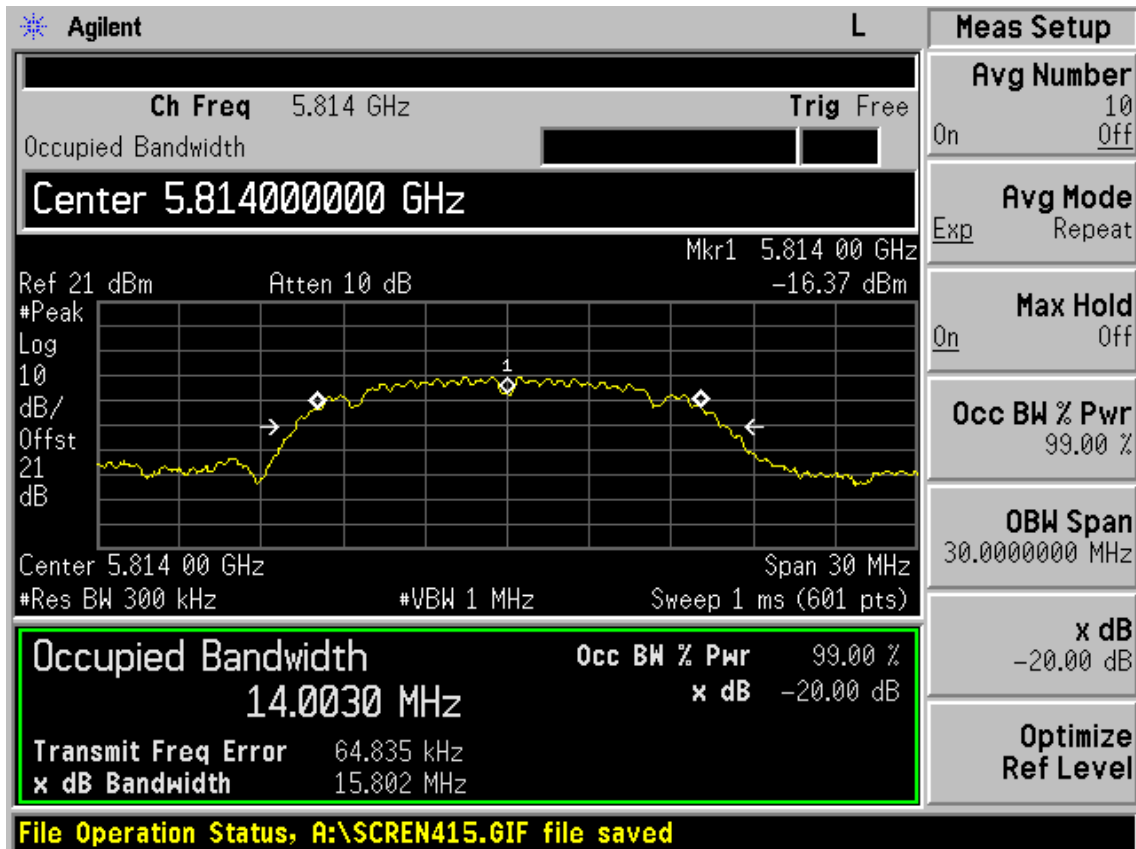 Agilent L
Ch Freq 5.814 GHz Trig Free
Occupied Bandwidth
Center 5.814000000 GHz
Mkr1 5.814 00 GHz
Ref 21 dBm Atten 10 dB -16.37 dBm
#Peak
Log
10
dB/
Offst
21
dB
1
Center 5.814 00 GHz Span 30 MHz
#Res BW 300 kHz #VBW 1 MHz Sweep 1 ms (601 pts)
Occupied Bandwidth
14.0030 MHz
Occ BW % Pwr 99.00 %
x dB -20.00 dB
Transmit Freq Error 64.835 kHz
x dB Bandwidth 15.802 MHz
File Operation Status, A:\SCREN415.GIF file saved
Meas Setup
Avg Number
10
On Off
Avg Mode
Exp Repeat
Max Hold
On Off
Occ BW % Pwr
99.00 %
OBW Span
30.0000000 MHz
x dB
-20.00 dB
Optimize
Ref Level